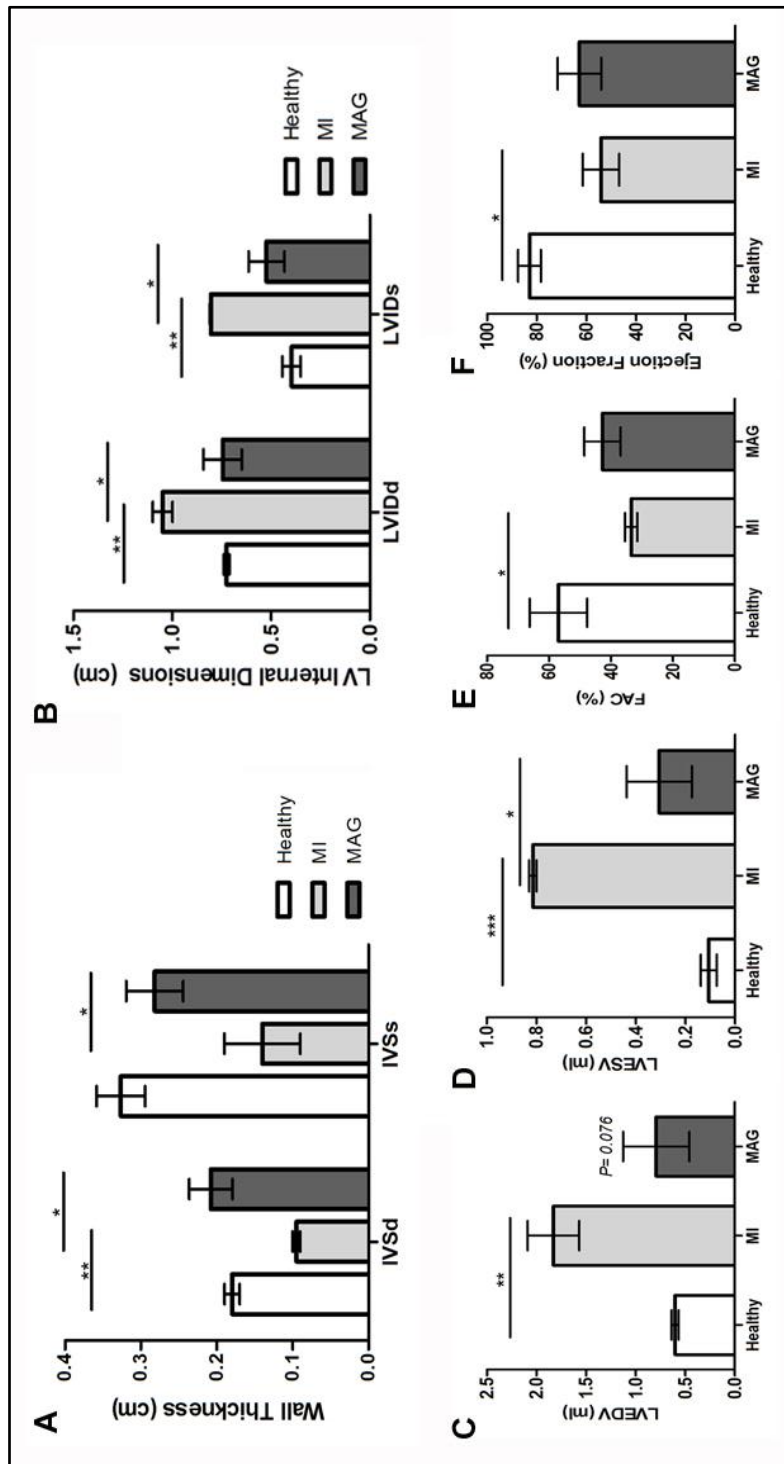 A
Wall Thickness (cm)
0.4
0.3
0.2
0.1
0.0
**
*
*
IVSd
IVSs
Healthy
MI
MAG
B
LV Internal Dimensions (cm)
1.5
1.0
0.5
0.0
**
*
**
*
LVIDd
LVIDs
Healthy
MI
MAG
C
LVEDV (ml)
2.5
2.0
1.5
1.0
0.5
0.0
**
P= 0.076
Healthy
MI
MAG
D
LVESV (ml)
1.0
0.8
0.6
0.4
0.2
0.0
***
*
Healthy
MI
MAG
E
FAC (%)
80
60
40
20
0
*
Healthy
MI
MAG
F
Ejection Fraction (%)
100
80
60
40
20
0
*
Healthy
MI
MAG